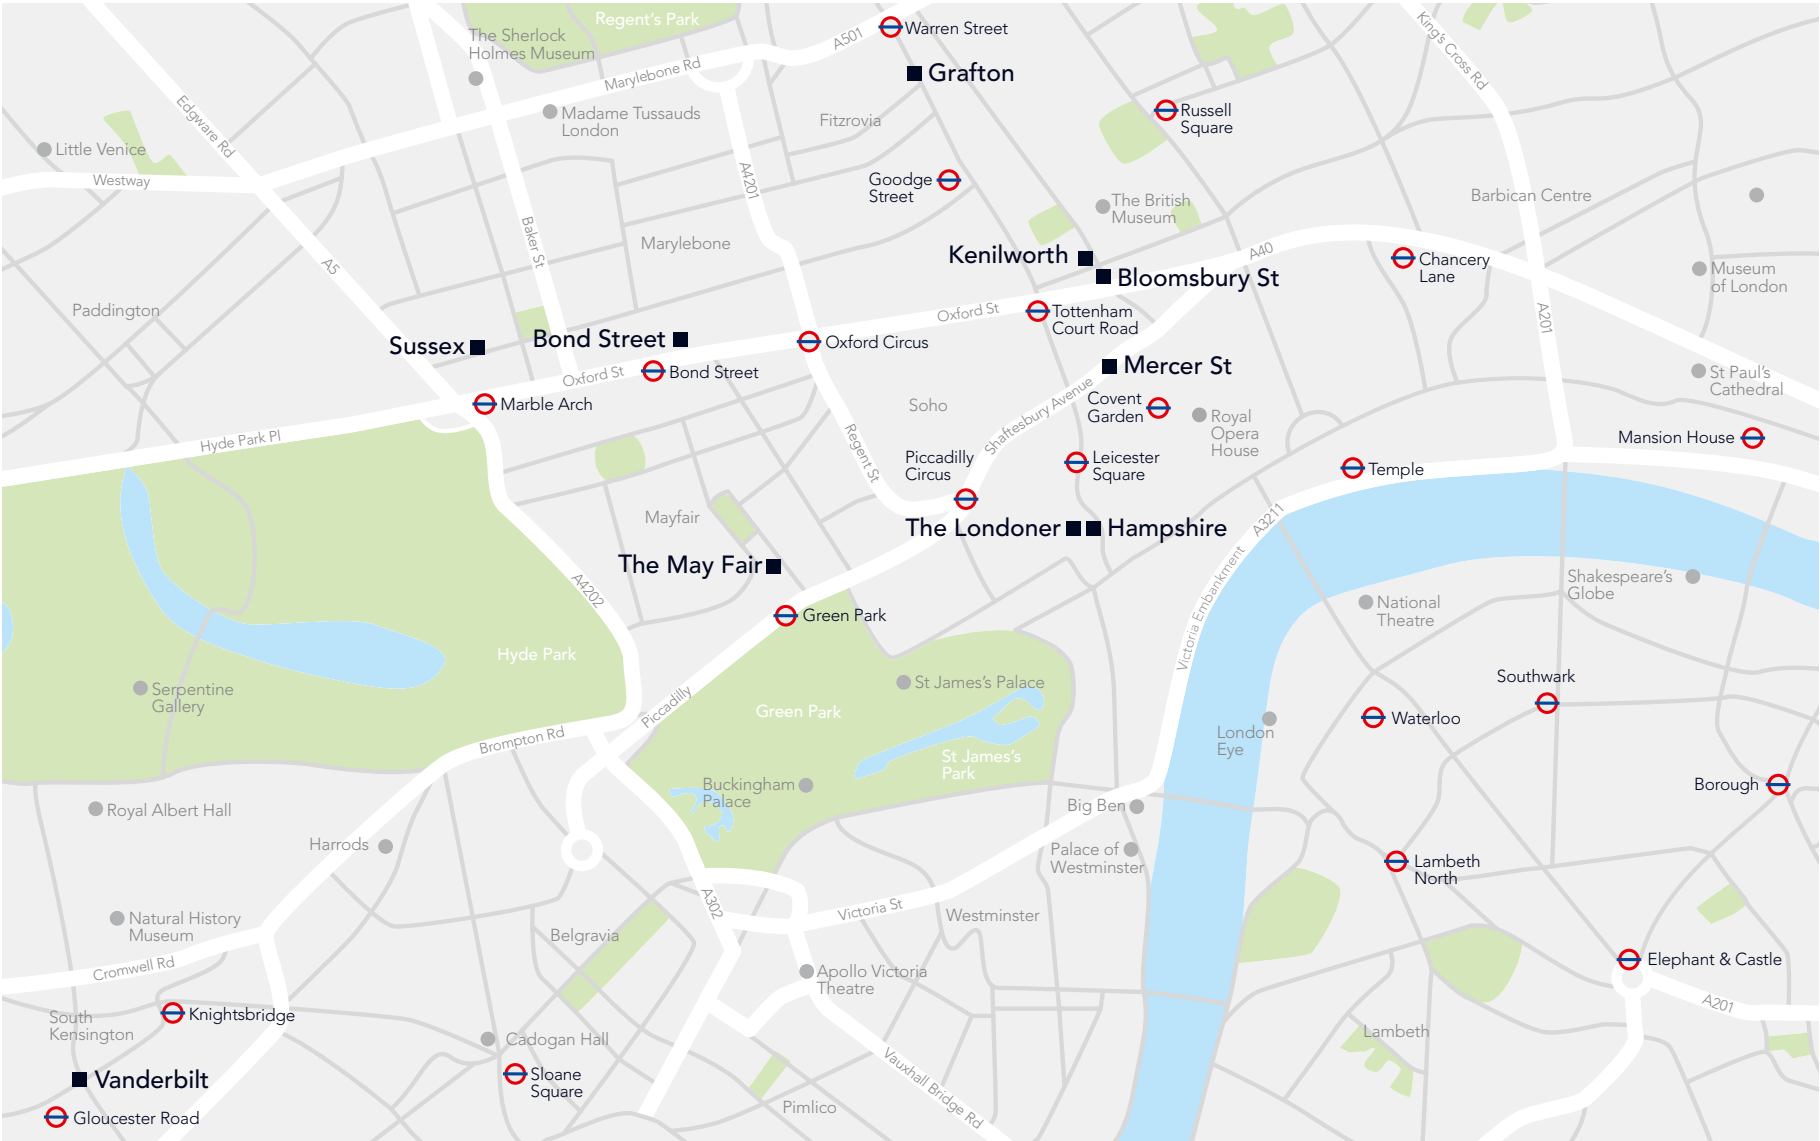 Regent's Park
Warren Street
The Sherlock
Holmes Museum
A501
King's Cross Rd
Marylebone Rd
Grafton
Edgware Rd
Madame Tussauds
London
Fitzrovia
Russell
Square
Little Venice
Westway
A4201
Goodge
Street
The British
Museum
Barbican Centre
Baker St
Marylebone
Kenilworth
A40
Chancery
Lane
A5
Bloomsbury St
Museum
of London
Paddington
Oxford St
Tottenham
Court Road
A201
Sussex
Bond Street
Oxford Circus
Mercer St
Oxford St
Bond Street
St Paul's
Cathedral
Marble Arch
Soho
Shaftesbury Avenue
Covent
Garden
Royal
Opera
House
Hyde Park Pl
Regent St
Mansion House
Piccadilly
Circus
Leicester
Square
Temple
Mayfair
The Londoner
Hampshire
A3211
The May Fair
A4202
Victoria Embankment
Shakespeare's
Globe
Green Park
National
Theatre
Hyde Park
Serpentine
Gallery
St James's Palace
Southwark
Piccadilly
Green Park
Waterloo
Brompton Rd
London
Eye
St James's
Park
Buckingham
Palace
Borough
Royal Albert Hall
Big Ben
Harrods
Palace of
Westminster
Lambeth
North
A302
Victoria St
Westminster
Natural History
Museum
Belgravia
Cromwell Rd
Apollo Victoria
Theatre
Elephant & Castle
A201
South
Kensington
Knightsbridge
Cadogan Hall
Lambeth
Vanderbilt
Sloane
Square
Vauxhall Bridge Rd
Pimlico
Gloucester Road